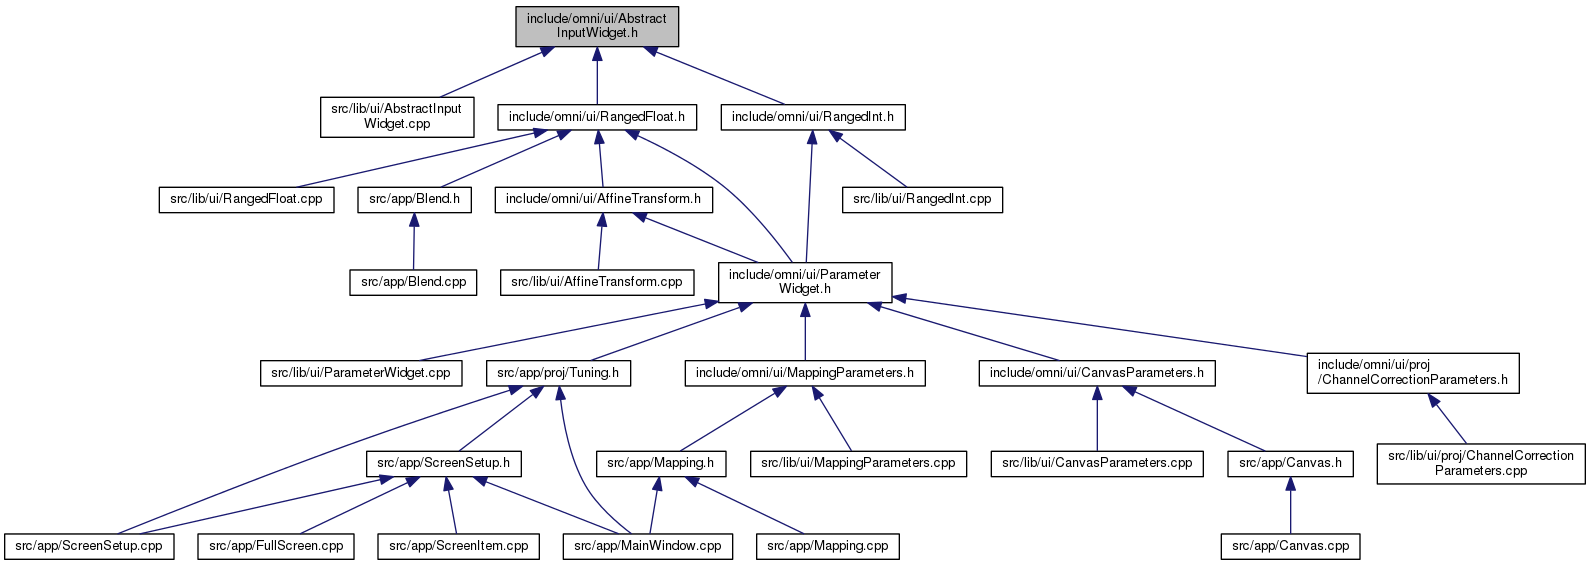 include/omni/ui/Abstract
InputWidget.h
src/lib/ui/AbstractInput
Widget.cpp
include/omni/ui/RangedFloat.h
include/omni/ui/RangedInt.h
src/lib/ui/RangedFloat.cpp
src/app/Blend.h
include/omni/ui/AffineTransform.h
src/lib/ui/RangedInt.cpp
src/app/Blend.cpp
src/lib/ui/AffineTransform.cpp
include/omni/ui/Parameter
Widget.h
src/lib/ui/ParameterWidget.cpp
src/app/proj/Tuning.h
include/omni/ui/MappingParameters.h
include/omni/ui/CanvasParameters.h
include/omni/ui/proj
/ChannelCorrectionParameters.h
src/app/ScreenSetup.h
src/app/Mapping.h
src/lib/ui/MappingParameters.cpp
src/lib/ui/CanvasParameters.cpp
src/app/Canvas.h
src/lib/ui/proj/ChannelCorrection
Parameters.cpp
src/app/ScreenSetup.cpp
src/app/FullScreen.cpp
src/app/ScreenItem.cpp
src/app/MainWindow.cpp
src/app/Mapping.cpp
src/app/Canvas.cpp